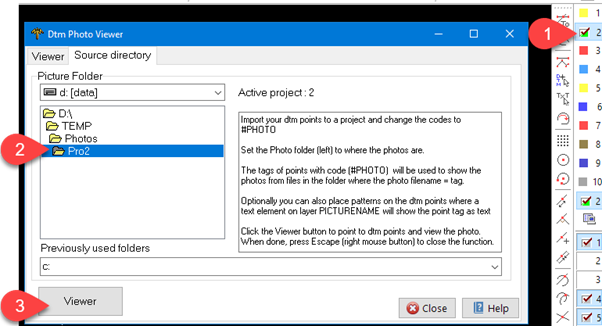 Dtm Photo Viewer
Viewer
Source directory
Picture Folder
d: [data]
Active project : 2
D:\
TEMP
Photos
Pro2
Import your dtm points to a project and change the codes to
#PHOTO
Set the Photo folder (left) to where the photos are.
The tags of points with code (#PHOTO) will be used to show the
photos from files in the folder where the photo filename = tag.
Optionally you can also place patterns on the dtm points where a
text element on layer PICTURENAME will show the point tag as text
Click the Viewer button to point to dtm points and view the photo.
When done, press Escape (right mouse button) to close the function.
Previously used folders
c:
Viewer
Close
Help
1
2
3
1
2
3
4
5
6
7
8
9
10
2
1
2
3
4
5
T×T